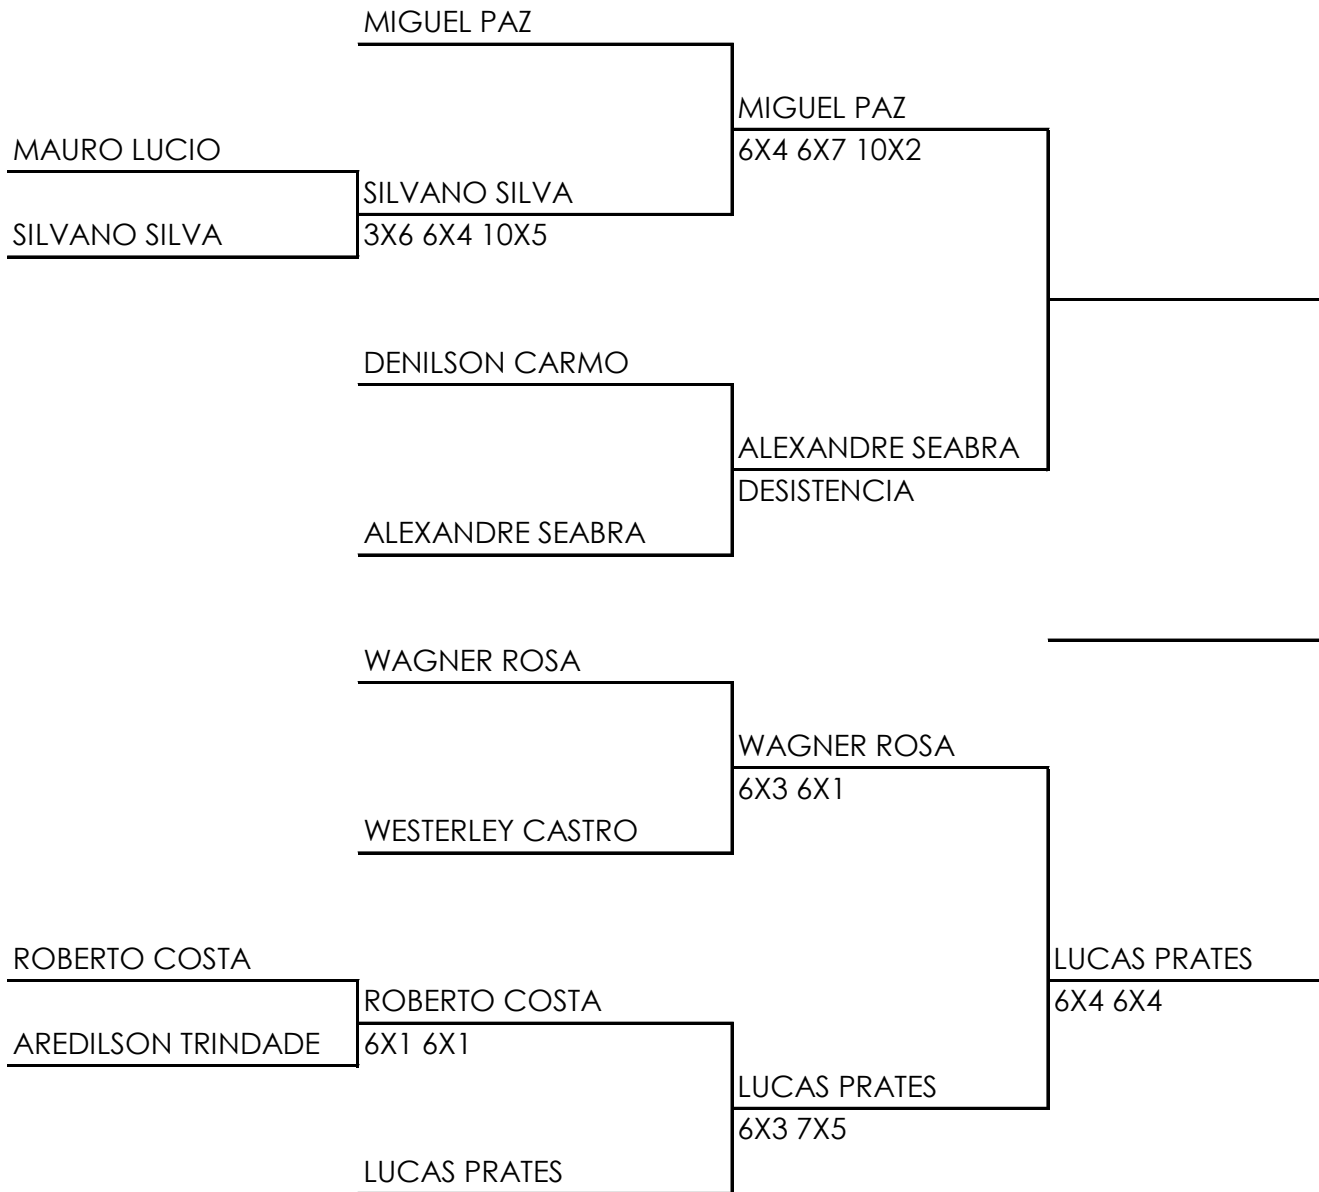 MIGUEL PAZ
MIGUEL PAZ
MAURO LUCIO
6X4 6X7 10X2
SILVANO SILVA
SILVANO SILVA
3X6 6X4 10X5
DENILSON CARMO
ALEXANDRE SEABRA
DESISTENCIA
ALEXANDRE SEABRA
WAGNER ROSA
WAGNER ROSA
6X3 6X1
WESTERLEY CASTRO
ROBERTO COSTA
LUCAS PRATES
ROBERTO COSTA
6X4 6X4
AREDILSON TRINDADE
6X1 6X1
LUCAS PRATES
6X3 7X5
LUCAS PRATES